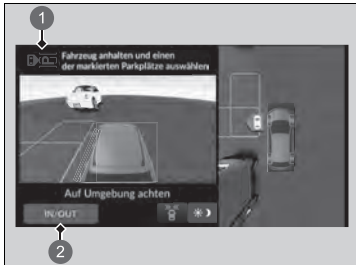 1
Fahrzeug anhalten und einen
der markierten Parkplätze auswählen
Auf Umgebung achten
IN/OUT
2